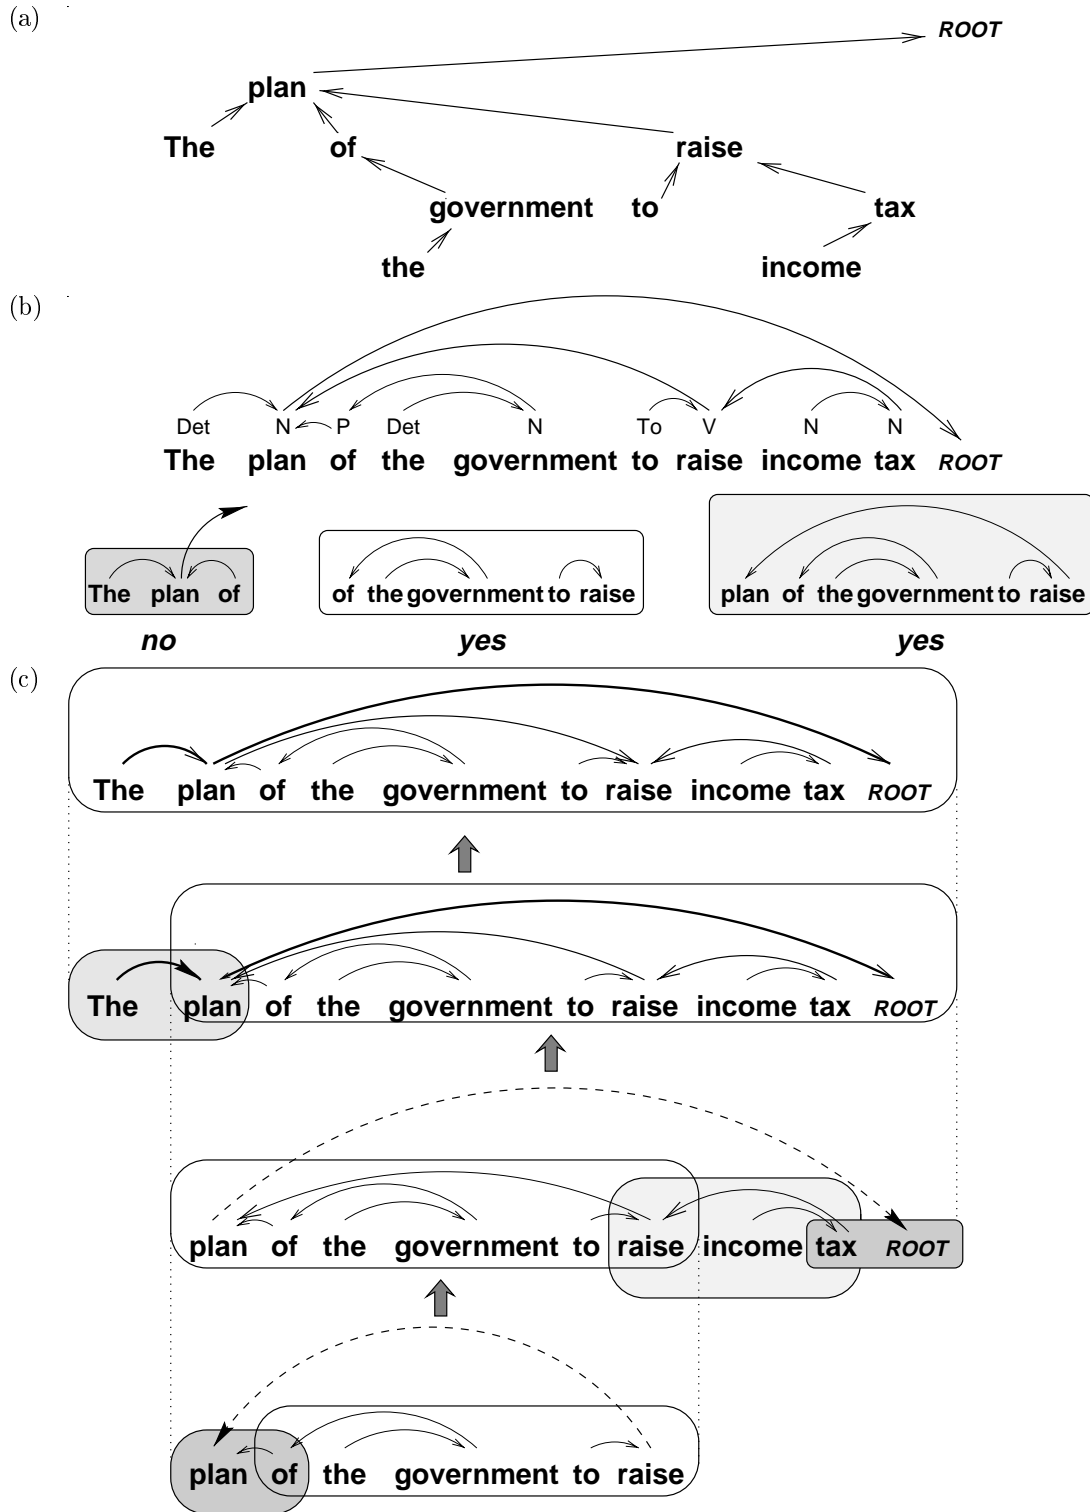 (a)
ROOT
plan
The of raise
government to tax
the income
(b)
Det N P Det N To V N N
The plan of the government to raise income tax ROOT
The plan of
of the government to raise
plan of the government to raise
no yes yes
(c)
The plan of the government to raise income tax ROOT
The plan of the government to raise income tax ROOT
plan of the government to raise income tax ROOT
plan of the government to raise